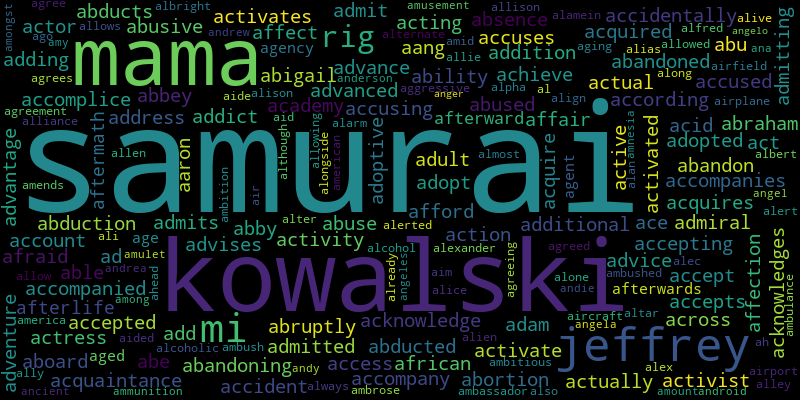 agree abducts albright activates amusement allison absence alamein accidentally alive
amongst actor ago allows andrew admit acting alternate acquired alfred angelo
amy abusive affect rig accuses amid alias allowed abu ana admitting
adding mama agency aang addition aging abandoned along airfield
agrees abigail advance ability allie achieve actual accused airplane
accomplice abbey aide alison anderson advanced aggressive alpha al align according
agreement academy accusing abused anger afterward affair acid abraham
alliance address addict aid alarm adopted act
advantage aftermath samurai aaron although allowing adoptive acquire active activated
allen alongside american adult almost agent alan amnesia abandon albert
amends ambition air adopt accompanies angel
abduction admits alter abuse alerted afford additional ace acquires admiral alert
account ali age abby activity kowalski action agreed accepting
afraid ad advises alcohol alexander agreeing advice alec affection acknowledges
allow able andrea amulet already angeles aim alone ambushed accept ambulance
accompanied ahead alice andie afterwards
adventure afterlife among acknowledge aircraft altar accepts
america accepted add mi abruptly adam angela across
actress aided admitted alien jeffrey ah
aboard aged alcoholic ambush abducted activate alex airport
ally abe abandoning andy access african ambitious actually activist alley
ancient acquaintance ammunition accident always ambrose accompany abortion ambassador also amount android